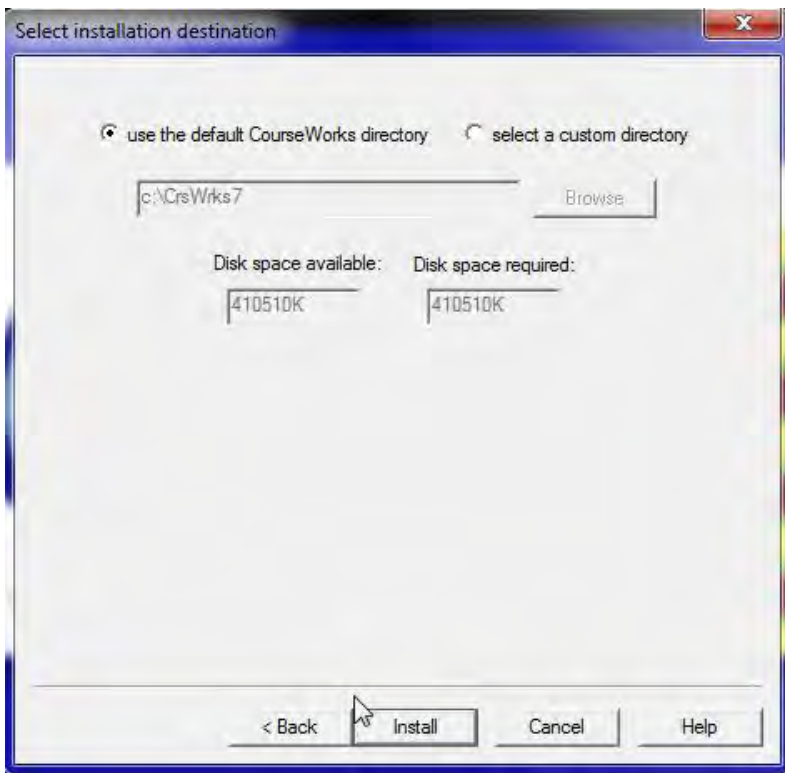 Select installation destination
use the default CourseWorks directory select a custom directory
c:\CrsWrks7 Browse
Disk space available: Disk space required:
410510K 410510K
< Back Install Cancel Help